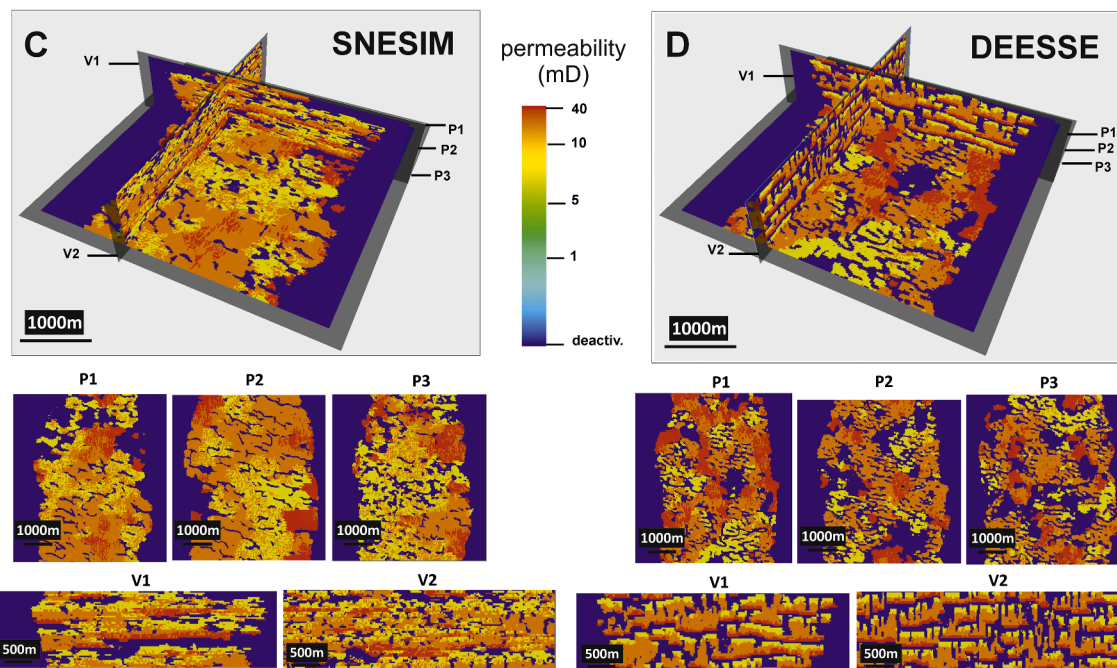 C
SNESIM
V1
P1
P2
P3
V2
1000m
permeability
(mD)
40
10
5
1
deactiv.
D
DEESSE
V1
P1
P2
P3
V2
1000m
P1
P2
P3
1000m
1000m
1000m
P1
P2
P3
1000m
1000m
1000m
V1
V2
500m
500m
V1
V2
500m
500m